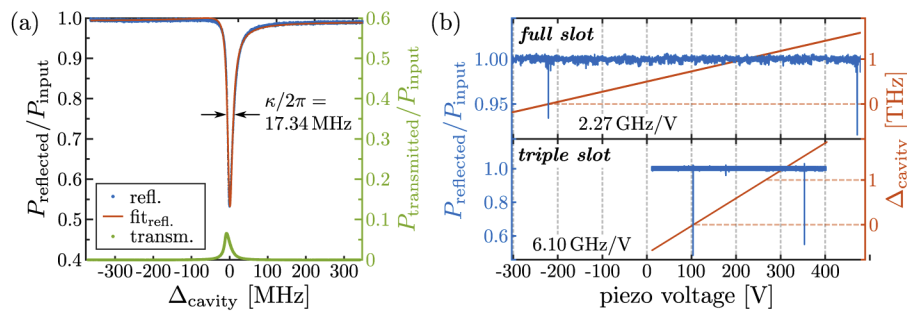 (a)
P_reflected/P_input
1.0
0.9
0.8
0.7
0.6
0.5
0.4
κ/2π =
17.34 MHz
refl.
fit_refl.
transm.
0.6
0.5
0.4
0.3
0.2
0.1
0
P_transmitted/P_input
-300 -200 -100 0 100 200 300
Δ_cavity [MHz]
(b)
P_reflected/P_input
full slot
1.00
0.95
2.27 GHz/V
1
0
triple slot
1.0
0.8
0.6
6.10 GHz/V
1
0
Δ_cavity [THz]
-300 -200 -100 0 100 200 300 400
piezo voltage [V]